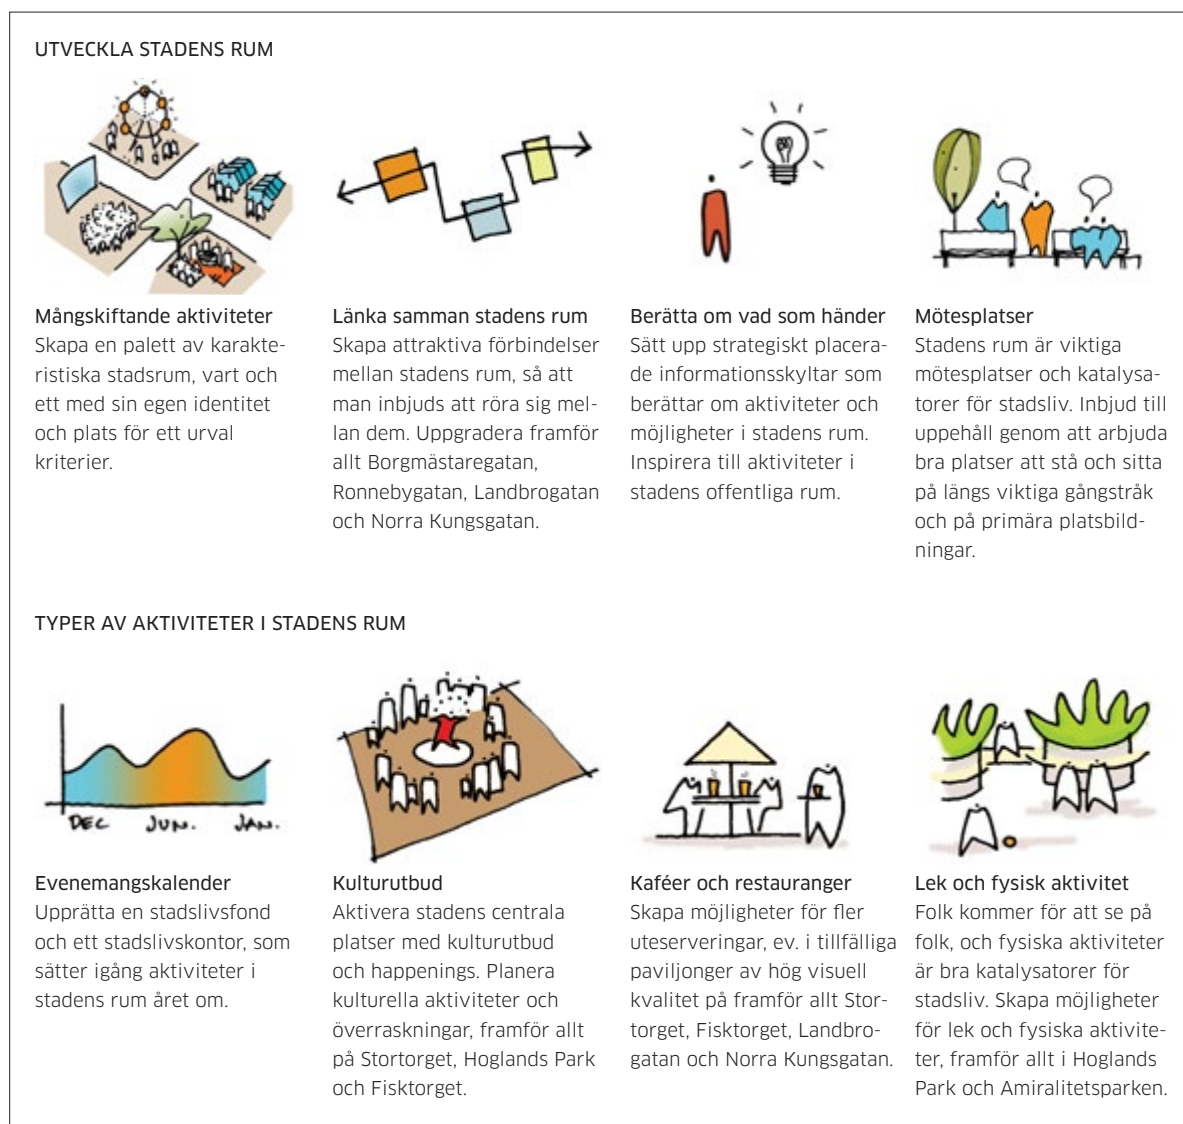 UTVECKLA STADENS RUM
Mångskiftande aktiviteter
Skapa en palett av karakte-
ristiska stadsrum, vart och
ett med sin egen identitet
och plats för ett urval
kriterier.
Länka samman stadens rum
Skapa attraktiva förbindelser
mellan stadens rum, så att
man inbjuds att röra sig mel-
lan dem. Uppgradera framför
allt Borgmästaregatan,
Ronnebygatan, Landbrogatan
och Norra Kungsgatan.
Berätta om vad som händer
Sätt upp strategiskt placera-
de informationsskyltar som
berättar om aktiviteter och
möjligheter i stadens rum.
Inspirera till aktiviteter i
stadens offentliga rum.
Mötesplatser
Stadens rum är viktiga
mötesplatser och katalysa-
torer för stadsliv. Inbjud till
uppehåll genom att arbjuda
bra platser att stå och sitta
på längs viktiga gångstråk
och på primära platsbild-
ningar.
TYPER AV AKTIVITETER I STADENS RUM
DEC JUN. JAN.
Evenemangskalender
Upprätta en stadslivsfond
och ett stadslivskontor, som
sätter igång aktiviteter i
stadens rum året om.
Kulturutbud
Aktivera stadens centrala
platser med kulturutbud
och happenings. Planera
kulturella aktiviteter och
överraskningar, framför allt
på Stortorget, Hoglands Park
och Fisktorget.
Kaféer och restauranger
Skapa möjligheter för fler
uteserveringar, ev. i tillfälliga
paviljonger av hög visuell
kvalitet på framför allt Stor-
torget, Fisktorget, Landbro-
gatan och Norra Kungsgatan.
Lek och fysisk aktivitet
Folk kommer för att se på
folk, och fysiska aktiviteter
är bra katalysatorer för
stadsliv. Skapa möjligheter
för lek och fysiska aktivite-
ter, framför allt i Hoglands
Park och Amiralitetsparken.